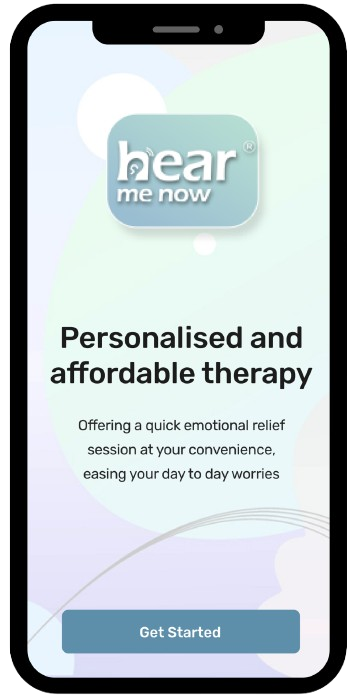 hear ®
me now
Personalised and
affordable therapy
Offering a quick emotional relief
session at your convenience,
easing your day to day worries
Get Started